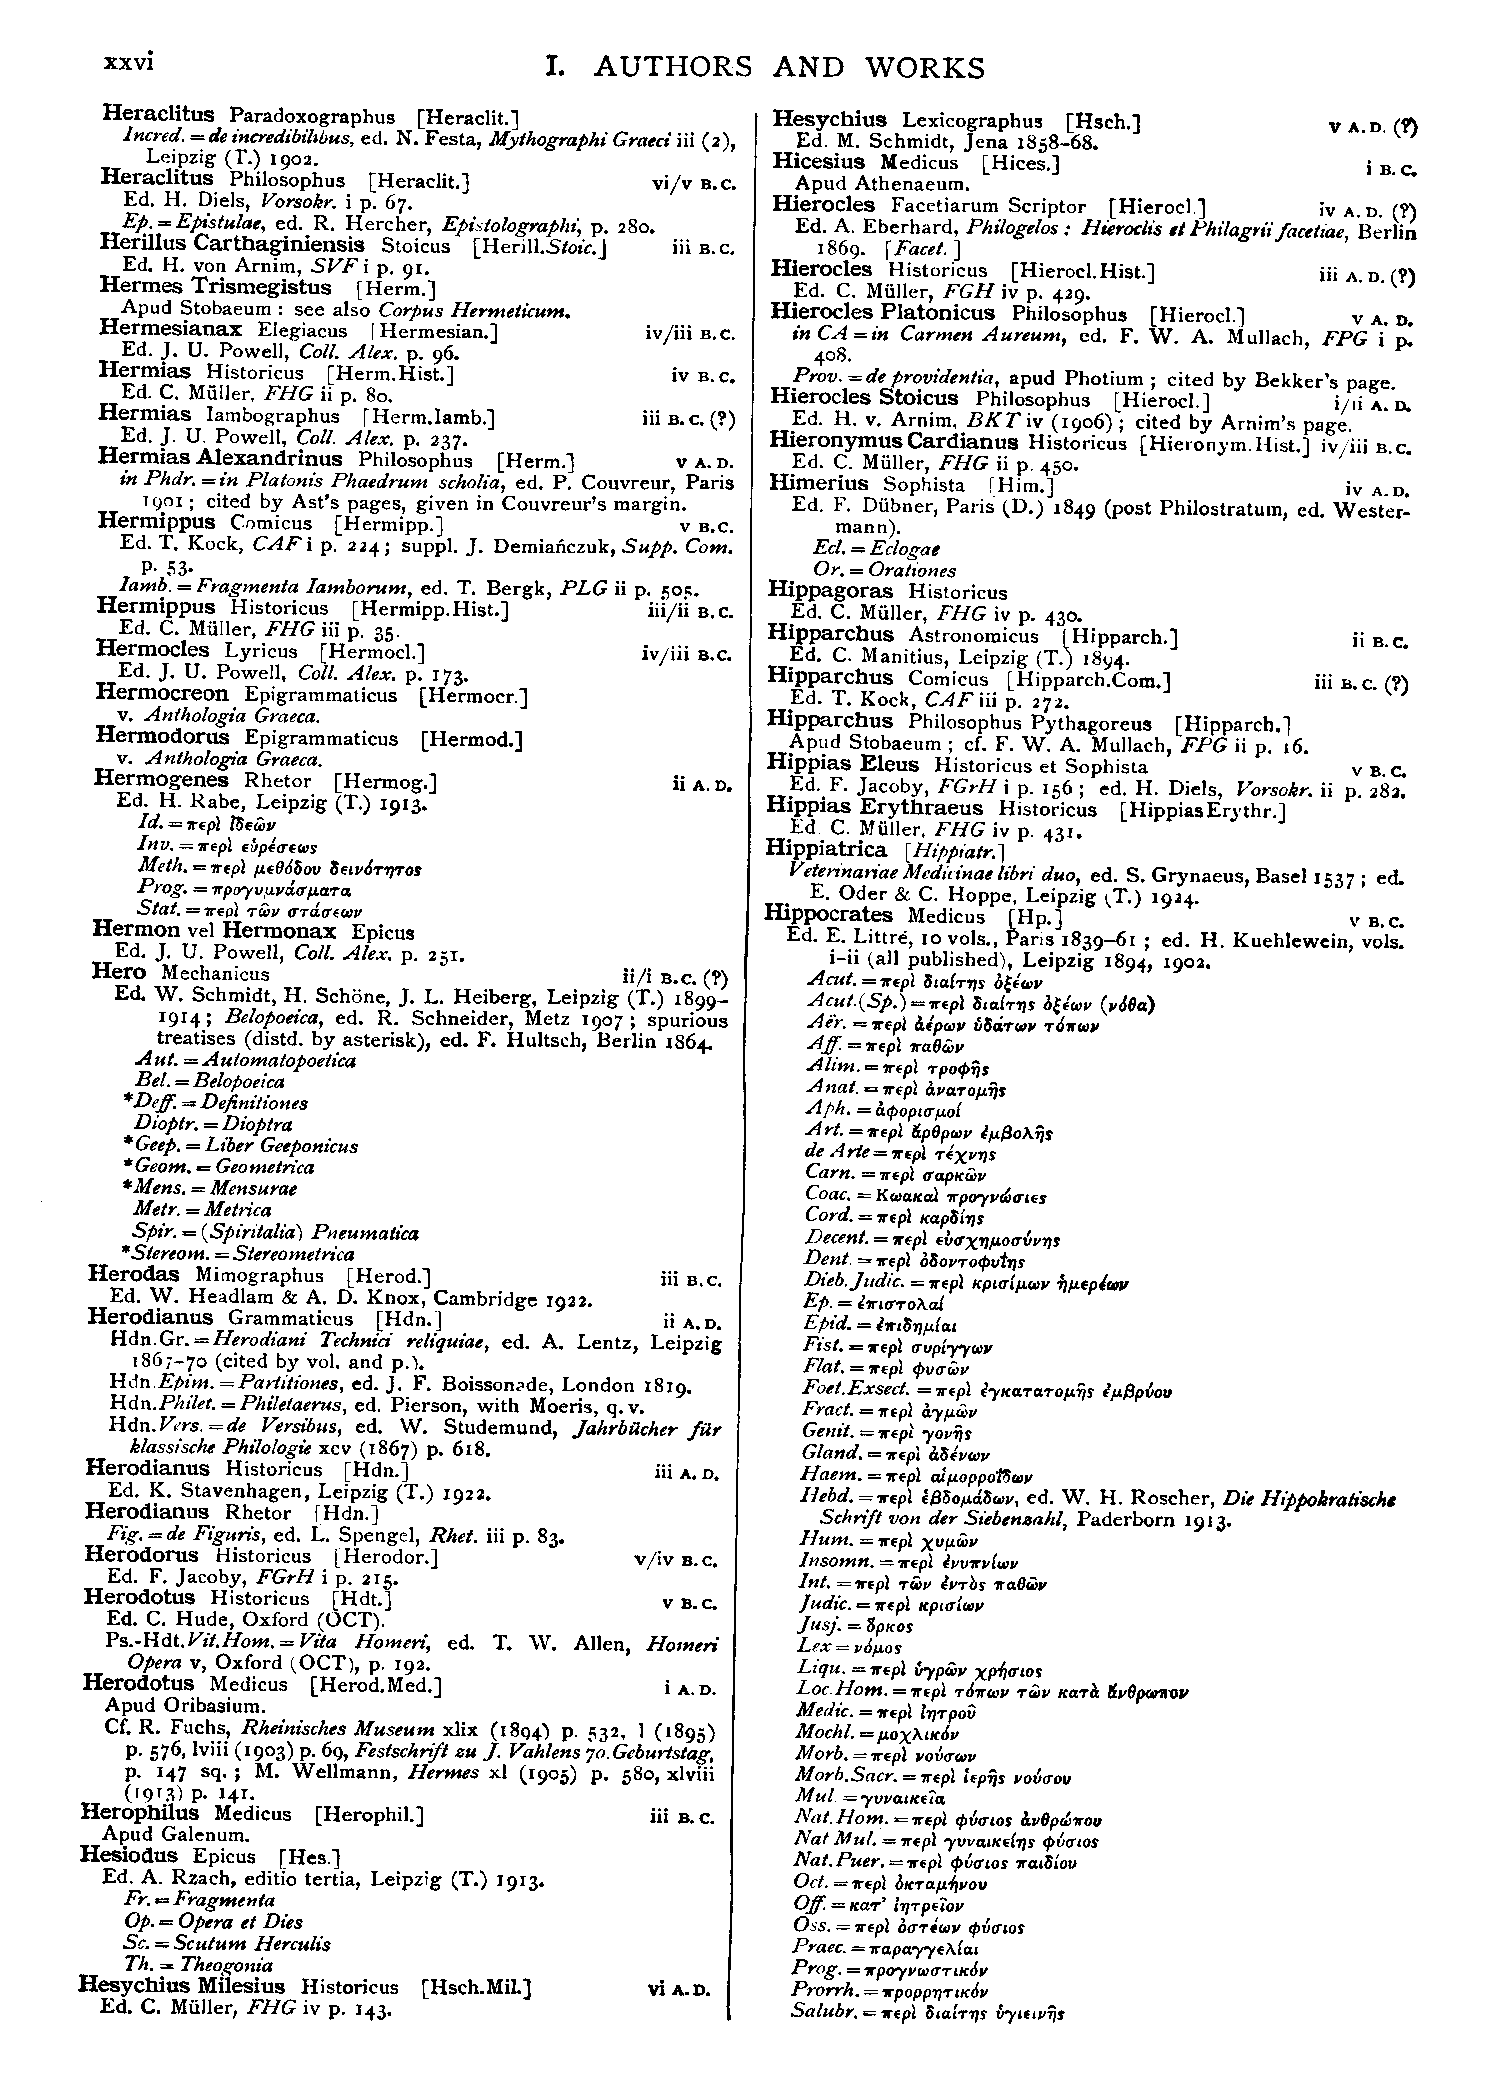 xxvi
I. AUTHORS AND WORKS
Heraclitus Paradoxographus [Heraclit.]
Incred. = de incredibilibus, ed. N. Festa, Mythographi Graeci iii (2),
Leipzig (T.) 1902.
Heraclitus Philosophus [Heraclit.] vi/v B.C.
Ed. H. Diels, Vorsokr. i p. 67.
Ep. = Epistulae, ed. R. Hercher, Epistolographi, p. 280.
Herillus Carthaginiensis Stoicus [Herill.Stoic.] iii B.C.
Ed. H. von Arnim, SVF i p. 91.
Hermes Trismegistus [Herm.]
Apud Stobaeum : see also Corpus Hermeticum.
Hermesianax Elegiacus [Hermesian.] iv/iii B.C.
Ed. J. U. Powell, Coll. Alex. p. 96.
Hermias Historicus [Herm.Hist.] iv B.C.
Ed. C. Müller, FHG ii p. 80.
Hermias Iambographus [Herm.Iamb.] iii B.C. (?)
Ed. J. U. Powell, Coll. Alex. p. 237.
Hermias Alexandrinus Philosophus [Herm.] v A.D.
in Phdr. = in Platonis Phaedrum scholia, ed. P. Couvreur, Paris
1901 ; cited by Ast's pages, given in Couvreur's margin.
Hermippus Comicus [Hermipp.] v B.C.
Ed. T. Kock, CAF i p. 224 ; suppl. J. Demiańczuk, Supp. Com.
p. 53.
Iamb. = Fragmenta Iamborum, ed. T. Bergk, PLG ii p. 505.
Hermippus Historicus [Hermipp.Hist.] iii/ii B.C.
Ed. C. Müller, FHG iii p. 35.
Hermocles Lyricus [Hermocl.] iv/iii B.C.
Ed. J. U. Powell, Coll. Alex. p. 173.
Hermocreon Epigrammaticus [Hermocr.]
v. Anthologia Graeca.
Hermodorus Epigrammaticus [Hermod.]
v. Anthologia Graeca.
Hermogenes Rhetor [Hermog.] ii A.D.
Ed. H. Rabe, Leipzig (T.) 1913.
Id. = περὶ ἰδεῶν
Inv. = περὶ εὑρέσεως
Meth. = περὶ μεθόδου δεινότητος
Prog. = προγυμνάσματα
Stat. = περὶ τῶν στάσεων
Hermon vel Hermonax Epicus
Ed. J. U. Powell, Coll. Alex. p. 251.
Hero Mechanicus ii/i B.C. (?)
Ed. W. Schmidt, H. Schöne, J. L. Heiberg, Leipzig (T.) 1899–
1914 ; Belopoeica, ed. R. Schneider, Metz 1907 ; spurious
treatises (distd. by asterisk), ed. F. Hultsch, Berlin 1864.
Aut. = Automatopoetica
Bel. = Belopoeica
*Deff. = Definitiones
Dioptr. = Dioptra
*Geep. = Liber Geeponicus
*Geom. = Geometrica
*Mens. = Mensurae
Metr. = Metrica
Spir. = (Spiritalia) Pneumatica
*Stereom. = Stereometrica
Herodas Mimographus [Herod.] iii B.C.
Ed. W. Headlam & A. D. Knox, Cambridge 1922.
Herodianus Grammaticus [Hdn.] ii A.D.
Hdn.Gr. = Herodiani Technici reliquiae, ed. A. Lentz, Leipzig
1867–70 (cited by vol. and p.).
Hdn.Epim. = Partitiones, ed. J. F. Boissonade, London 1819.
Hdn.Philet. = Philetaerus, ed. Pierson, with Moeris, q.v.
Hdn.Vers. = de Versibus, ed. W. Studemund, Jahrbücher für
klassische Philologie xcv (1867) p. 618.
Herodianus Historicus [Hdn.] iii A.D.
Ed. K. Stavenhagen, Leipzig (T.) 1922.
Herodianus Rhetor [Hdn.]
Fig. = de Figuris, ed. L. Spengel, Rhet. iii p. 83.
Herodorus Historicus [Herodor.] v/iv B.C.
Ed. F. Jacoby, FGrH i p. 215.
Herodotus Historicus [Hdt.] v B.C.
Ed. C. Hude, Oxford (OCT).
Ps.-Hdt.Vit.Hom. = Vita Homeri, ed. T. W. Allen, Homeri
Opera v, Oxford (OCT), p. 192.
Herodotus Medicus [Herod.Med.] i A.D.
Apud Oribasium.
Cf. R. Fuchs, Rheinisches Museum xlix (1894) p. 532, l (1895)
p. 576, lviii (1903) p. 69, Festschrift zu J. Vahlens 70.Geburtstag,
p. 147 sq. ; M. Wellmann, Hermes xl (1905) p. 580, xlviii
(1913) p. 141.
Herophilus Medicus [Herophil.] iii B.C.
Apud Galenum.
Hesiodus Epicus [Hes.]
Ed. A. Rzach, editio tertia, Leipzig (T.) 1913.
Fr. = Fragmenta
Op. = Opera et Dies
Sc. = Scutum Herculis
Th. = Theogonia
Hesychius Milesius Historicus [Hsch.Mil.] vi A.D.
Ed. C. Müller, FHG iv p. 143.
Hesychius Lexicographus [Hsch.] v A.D. (?)
Ed. M. Schmidt, Jena 1858–68.
Hicesius Medicus [Hices.] i B.C.
Apud Athenaeum.
Hierocles Facetiarum Scriptor [Hierocl.] iv A.D. (?)
Ed. A. Eberhard, Philogelos : Hieroclis et Philagrii facetiae, Berlin
1869. [Facet.]
Hierocles Historicus [Hierocl.Hist.] iii A.D. (?)
Ed. C. Müller, FGH iv p. 429.
Hierocles Platonicus Philosophus [Hierocl.] v A.D.
in CA = in Carmen Aureum, ed. F. W. A. Mullach, FPG i p.
408.
Prov. = de providentia, apud Photium ; cited by Bekker's page.
Hierocles Stoicus Philosophus [Hierocl.] i/ii A.D.
Ed. H. v. Arnim, BKT iv (1906) ; cited by Arnim's page.
Hieronymus Cardianus Historicus [Hieronym.Hist.] iv/iii B.C.
Ed. C. Müller, FHG ii p. 450.
Himerius Sophista [Him.] iv A.D.
Ed. F. Dübner, Paris (D.) 1849 (post Philostratum, ed. Wester-
mann).
Ecl. = Eclogae
Or. = Orationes
Hippagoras Historicus
Ed. C. Müller, FHG iv p. 430.
Hipparchus Astronomicus [Hipparch.] ii B.C.
Ed. C. Manitius, Leipzig (T.) 1894.
Hipparchus Comicus [Hipparch.Com.] iii B.C. (?)
Ed. T. Kock, CAF iii p. 272.
Hipparchus Philosophus Pythagoreus [Hipparch.]
Apud Stobaeum ; cf. F. W. A. Mullach, FPG ii p. 16.
Hippias Eleus Historicus et Sophista v B.C.
Ed. F. Jacoby, FGrH i p. 156 ; ed. H. Diels, Vorsokr. ii p. 282.
Hippias Erythraeus Historicus [HippiasErythr.]
Ed. C. Müller, FHG iv p. 431.
Hippiatrica [Hippiatr.]
Veterinariae Medicinae libri duo, ed. S. Grynaeus, Basel 1537 ; ed.
E. Oder & C. Hoppe, Leipzig (T.) 1924.
Hippocrates Medicus [Hp.] v B.C.
Ed. E. Littré, 10 vols., Paris 1839–61 ; ed. H. Kuehlewein, vols.
i–ii (all published), Leipzig 1894, 1902.
Acut. = περὶ διαίτης ὀξέων
Acut.(Sp.) = περὶ διαίτης ὀξέων (νόθα)
Aër. = περὶ ἀέρων ὑδάτων τόπων
Aff. = περὶ παθῶν
Alim. = περὶ τροφῆς
Anat. = περὶ ἀνατομῆς
Aph. = ἀφορισμοί
Art. = περὶ ἄρθρων ἐμβολῆς
de Arte = περὶ τέχνης
Carn. = περὶ σαρκῶν
Coac. = Κωακαὶ προγνώσιες
Cord. = περὶ καρδίης
Decent. = περὶ εὐσχημοσύνης
Dent. = περὶ ὀδοντοφυΐης
Dieb.Judic. = περὶ κρισίμων ἡμερέων
Ep. = ἐπιστολαί
Epid. = ἐπιδημίαι
Fist. = περὶ συρίγγων
Flat. = περὶ φυσῶν
Foet.Exsect. = περὶ ἐγκατατομῆς ἐμβρύου
Fract. = περὶ ἀγμῶν
Genit. = περὶ γονῆς
Gland. = περὶ ἀδένων
Haem. = περὶ αἱμορροΐδων
Hebd. = περὶ ἑβδομάδων, ed. W. H. Roscher, Die Hippokratische
Schrift von der Siebenzahl, Paderborn 1913.
Hum. = περὶ χυμῶν
Insomn. = περὶ ἐνυπνίων
Int. = περὶ τῶν ἐντὸς παθῶν
Judic. = περὶ κρισίων
Jusj. = ὅρκος
Lex = νόμος
Liqu. = περὶ ὑγρῶν χρήσιος
Loc.Hom. = περὶ τόπων τῶν κατὰ ἄνθρωπον
Medic. = περὶ ἰητροῦ
Mochl. = μοχλικόν
Morb. = περὶ νούσων
Morb.Sacr. = περὶ ἱερῆς νούσου
Mul. = γυναικεῖα
Nat.Hom. = περὶ φύσιος ἀνθρώπου
Nat Mul. = περὶ γυναικείης φύσιος
Nat.Puer. = περὶ φύσιος παιδίου
Oct. = περὶ ὀκταμήνου
Off. = κατ' ἰητρεῖον
Oss. = περὶ ὀστέων φύσιος
Praec. = παραγγελίαι
Prog. = προγνωστικόν
Prorrh. = προρρητικόν
Salubr. = περὶ διαίτης ὑγιεινῆς